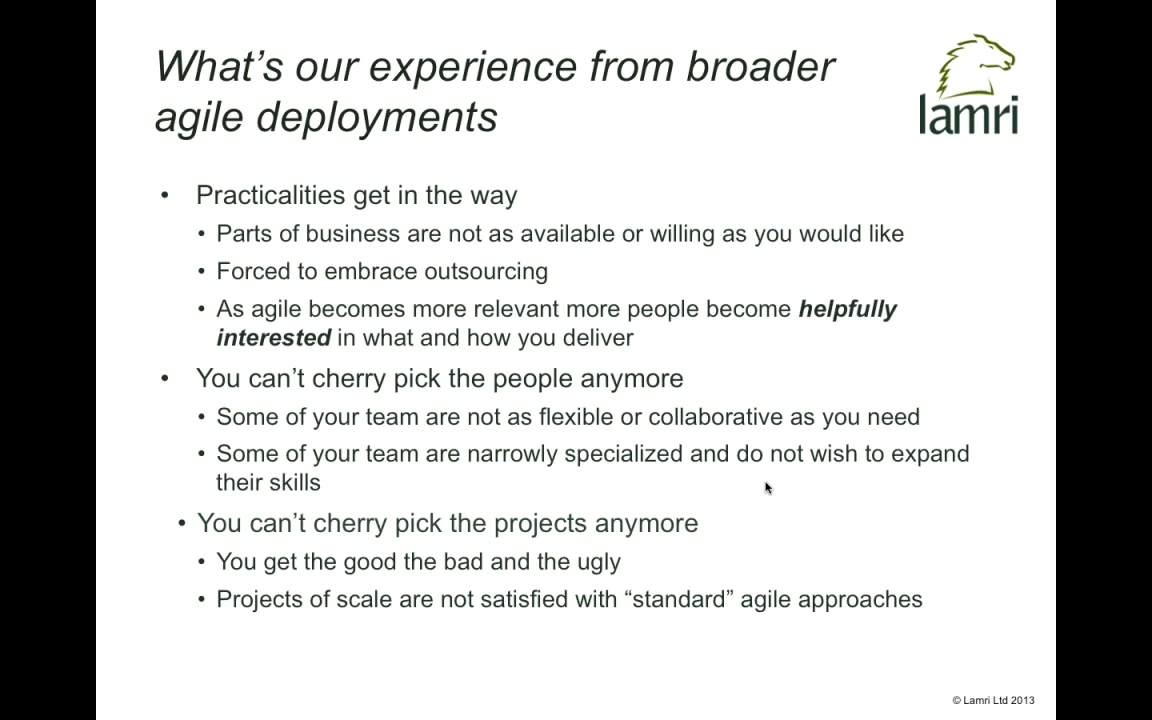 What's our experience from broader
agile deployments
lamri
• Practicalities get in the way
• Parts of business are not as available or willing as you would like
• Forced to embrace outsourcing
• As agile becomes more relevant more people become helpfully
interested in what and how you deliver
• You can't cherry pick the people anymore
• Some of your team are not as flexible or collaborative as you need
• Some of your team are narrowly specialized and do not wish to expand
their skills
• You can't cherry pick the projects anymore
• You get the good the bad and the ugly
• Projects of scale are not satisfied with “standard” agile approaches
© Lamri Ltd 2013